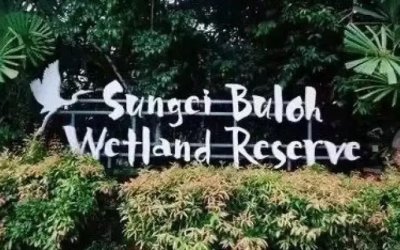 Sungei Buloh
Wetland Reserve